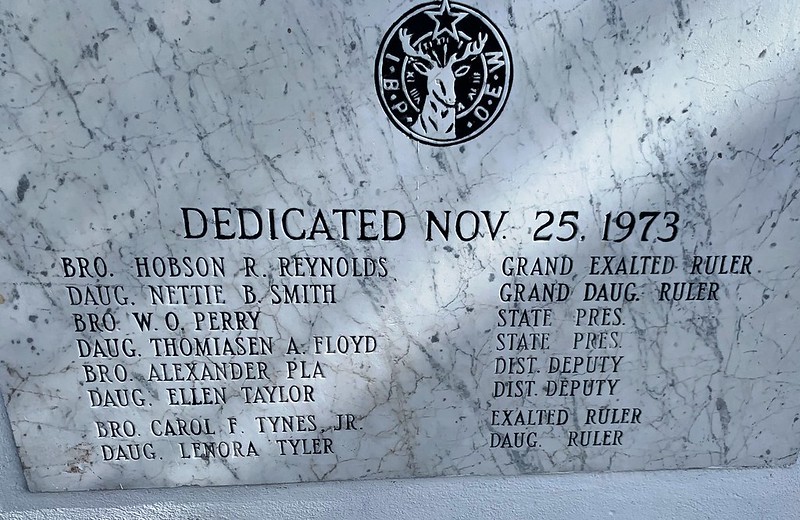 I.B.P.O.E.W.
DEDICATED NOV. 25, 1973
BRO. HOBSON R. REYNOLDS GRAND EXALTED RULER
DAUG. NETTIE B. SMITH GRAND DAUG. RULER
BRO. W. O. PERRY STATE PRES.
DAUG. THOMIASEN A. FLOYD STATE PRES.
BRO. ALEXANDER PLA DIST. DEPUTY
DAUG. ELLEN TAYLOR DIST. DEPUTY
BRO. CAROL F. TYNES, JR. EXALTED RULER
DAUG. LENORA TYLER DAUG. RULER